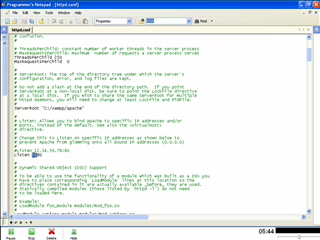 Programmer's Notepad - [httpd.conf]
File Edit View Tools Window Help
Properties
Find
httpd.conf
# confusion.
#
# ThreadsPerChild: constant number of worker threads in the server process
# MaxRequestsPerChild: maximum number of requests a server process serves
ThreadsPerChild 250
MaxRequestsPerChild 0
#
# ServerRoot: The top of the directory tree under which the server's
# configuration, error, and log files are kept.
#
# Do not add a slash at the end of the directory path. If you point
# ServerRoot at a non-local disk, be sure to point the LockFile directive
# at a local disk. If you wish to share the same ServerRoot for multiple
# httpd daemons, you will need to change at least LockFile and PidFile.
#
ServerRoot "C:/xampp/apache"
#
# Listen: Allows you to bind Apache to specific IP addresses and/or
# ports, instead of the default. See also the <VirtualHost>
# directive.
#
# Change this to Listen on specific IP addresses as shown below to
# prevent Apache from glomming onto all bound IP addresses (0.0.0.0)
#
#Listen 12.34.56.78:80
Listen
#
# Dynamic Shared Object (DSO) Support
#
# To be able to use the functionality of a module which was built as a DSO you
# have to place corresponding `LoadModule' lines at this location so the
# directives contained in it are actually available _before_ they are used.
# Statically compiled modules (those listed by `httpd -l') do not need
# to be loaded here.
#
# Example:
# LoadModule foo_module modules/mod_foo.so
Pause
Stop
Delete
Hide
05:44